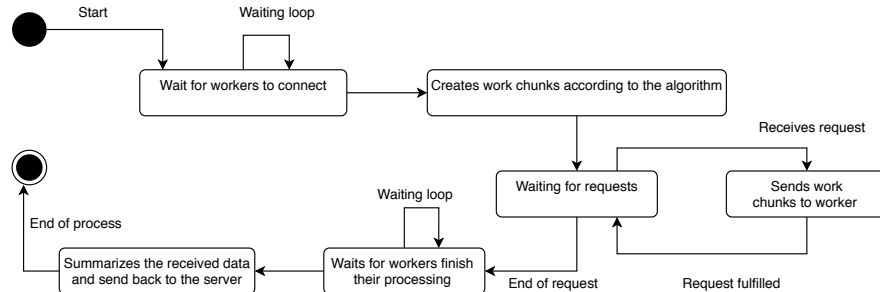 Start
Waiting loop
Wait for workers to connect
Creates work chunks according to the algorithm
Receives request
Waiting for requests
Sends work
chunks to worker
Waiting loop
End of process
Summarizes the received data
and send back to the server
Waits for workers finish
their processing
End of request
Request fulfilled